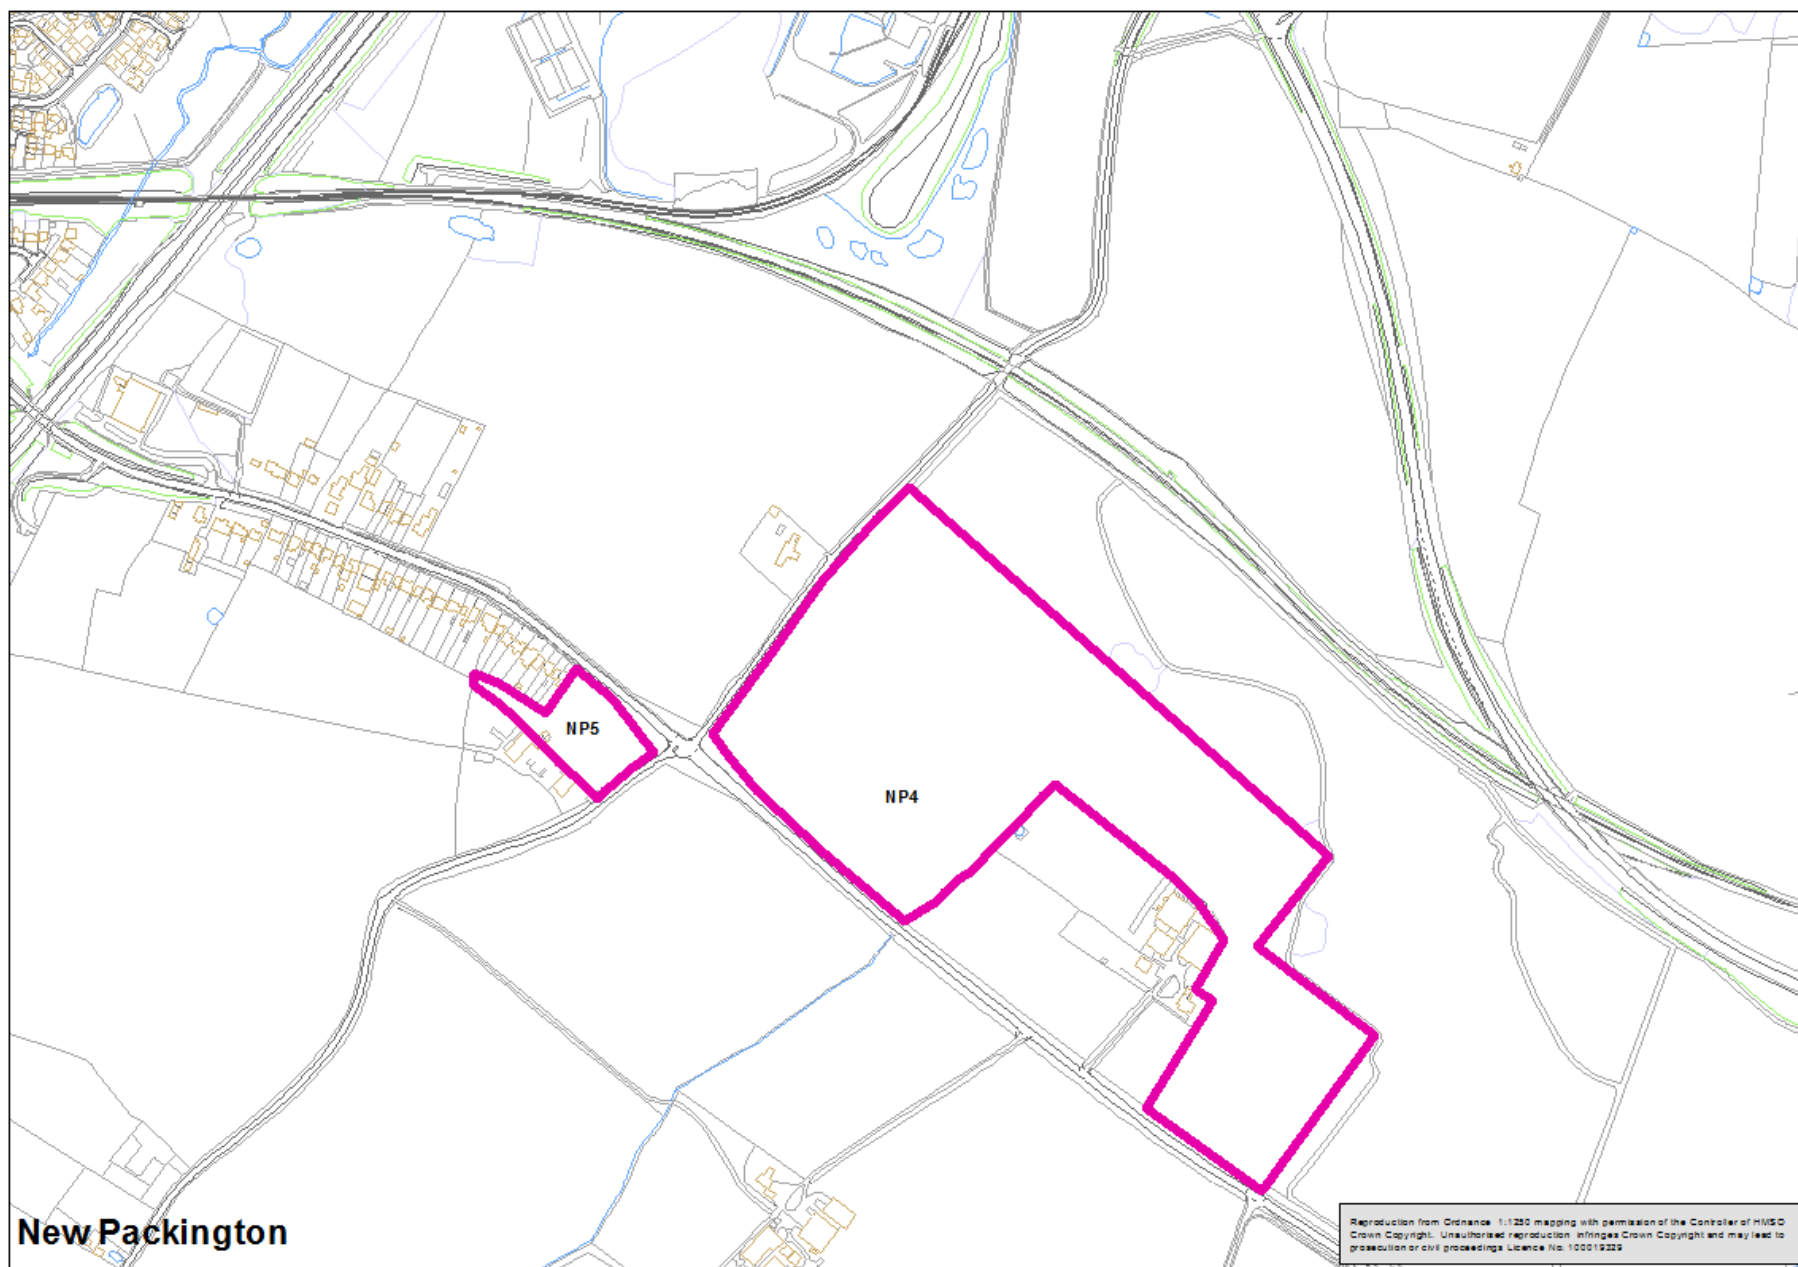 NP5
NP4
New Packington
Reproduction from Ordnance 1:1250 mapping with permission of the Controller of HMSO
Crown Copyright. Unauthorised reproduction infringes Crown Copyright and may lead to
prosecution or civil proceedings Licence No: 100019329